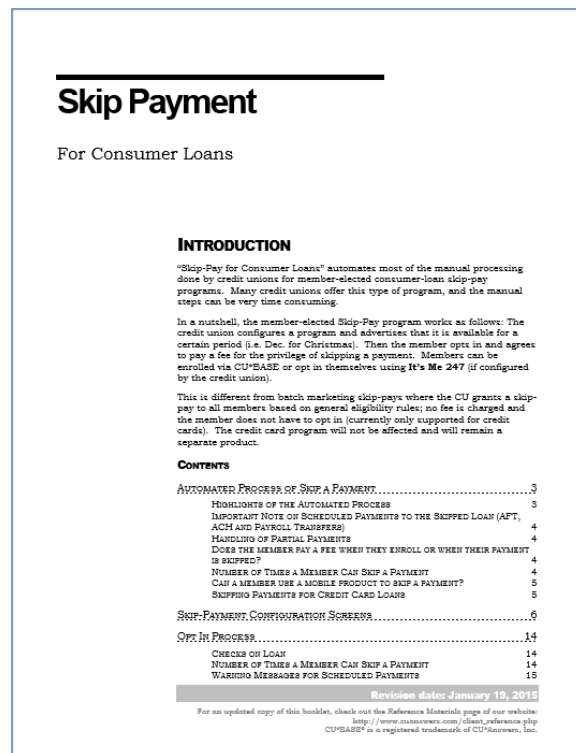 Skip Payment
For Consumer Loans
INTRODUCTION
“Skip-Pay for Consumer Loans” automates most of the manual processing
done by credit unions for member-elected consumer-loan skip-pay
programs. Many credit unions offer this type of program, and the manual
steps can be very time consuming.
In a nutshell, the member-elected Skip-Pay program works as follows: The
credit union configures a program and advertises that it is available for a
certain period (i.e. Dec. for Christmas). Then the member opts in and agrees
to pay a fee for the privilege of skipping a payment. Members can be
enrolled via CU*BASE or opt in themselves using It’s Me 247 (if configured
by the credit union).
This is different from batch marketing skip-pays where the CU grants a skip-
pay to all members based on general eligibility rules; no fee is charged and
the member does not have to opt in (currently only supported for credit
cards). The credit card program will not be affected and will remain a
separate product.
CONTENTS
AUTOMATED PROCESS OF SKIP A PAYMENT 3
HIGHLIGHTS OF THE AUTOMATED PROCESS 3
IMPORTANT NOTE ON SCHEDULED PAYMENTS TO THE SKIPPED LOAN (AFT,
ACH AND PAYROLL TRANSFERS) 4
HANDLING OF PARTIAL PAYMENTS 4
DOES THE MEMBER PAY A FEE WHEN THEY ENROLL OR WHEN THEIR PAYMENT
IS SKIPPED? 4
NUMBER OF TIMES A MEMBER CAN SKIP A PAYMENT 4
CAN A MEMBER USE A MOBILE PRODUCT TO SKIP A PAYMENT? 5
SKIPPING PAYMENTS FOR CREDIT CARD LOANS 5
SKIP-PAYMENT CONFIGURATION SCREENS 6
OPT IN PROCESS 14
CHECKS ON LOAN 14
NUMBER OF TIMES A MEMBER CAN SKIP A PAYMENT 14
WARNING MESSAGES FOR SCHEDULED PAYMENTS 15
Revision date: January 19, 2015
For an updated copy of this booklet, check out the Reference Materials page of our website:
http://www.cuanswers.com/client_reference.php
CU*BASE® is a registered trademark of CU*Answers, Inc.